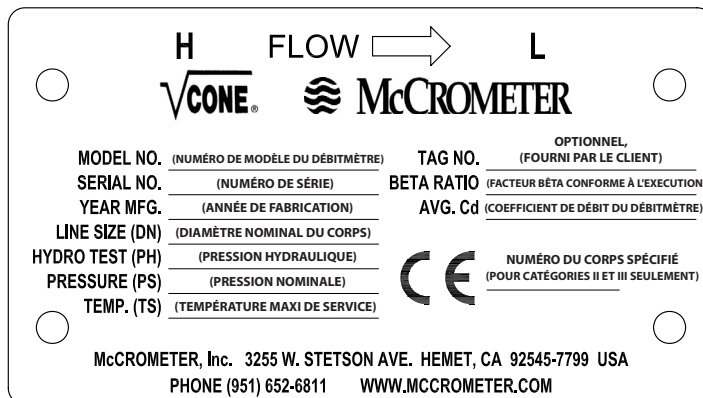 H FLOW L
√CONE® McCROMETER
MODEL NO. (NUMÉRO DE MODÈLE DU DÉBITMÈTRE)
SERIAL NO. (NUMÉRO DE SÉRIE)
YEAR MFG. (ANNÉE DE FABRICATION)
LINE SIZE (DN) (DIAMÈTRE NOMINAL DU CORPS)
HYDRO TEST (PH) (PRESSION HYDRAULIQUE)
PRESSURE (PS) (PRESSION NOMINALE)
TEMP. (TS) (TEMPÉRATURE MAXI DE SERVICE)
OPTIONNEL,
TAG NO. (FOURNI PAR LE CLIENT)
BETA RATIO (FACTEUR BÊTA CONFORME À L'EXECUTION
AVG. Cd (COEFFICIENT DE DÉBIT DU DÉBITMÈTRE)
CE
NUMÉRO DU CORPS SPÉCIFIÉ
(POUR CATÉGORIES II ET III SEULEMENT)
McCROMETER, Inc. 3255 W. STETSON AVE. HEMET, CA 92545-7799 USA
PHONE (951) 652-6811 WWW.MCCROMETER.COM